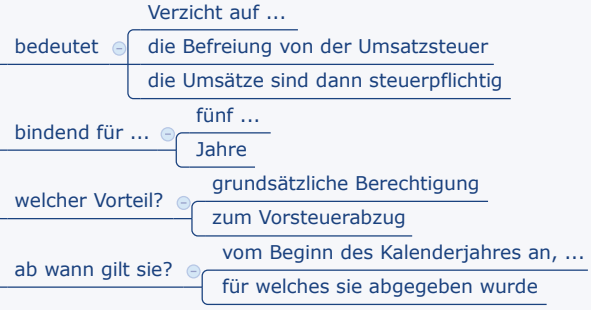 bedeutet
Verzicht auf ...
die Befreiung von der Umsatzsteuer
die Umsätze sind dann steuerpflichtig
bindend für ...
fünf ...
Jahre
welcher Vorteil?
grundsätzliche Berechtigung
zum Vorsteuerabzug
ab wann gilt sie?
vom Beginn des Kalenderjahres an, ...
für welches sie abgegeben wurde